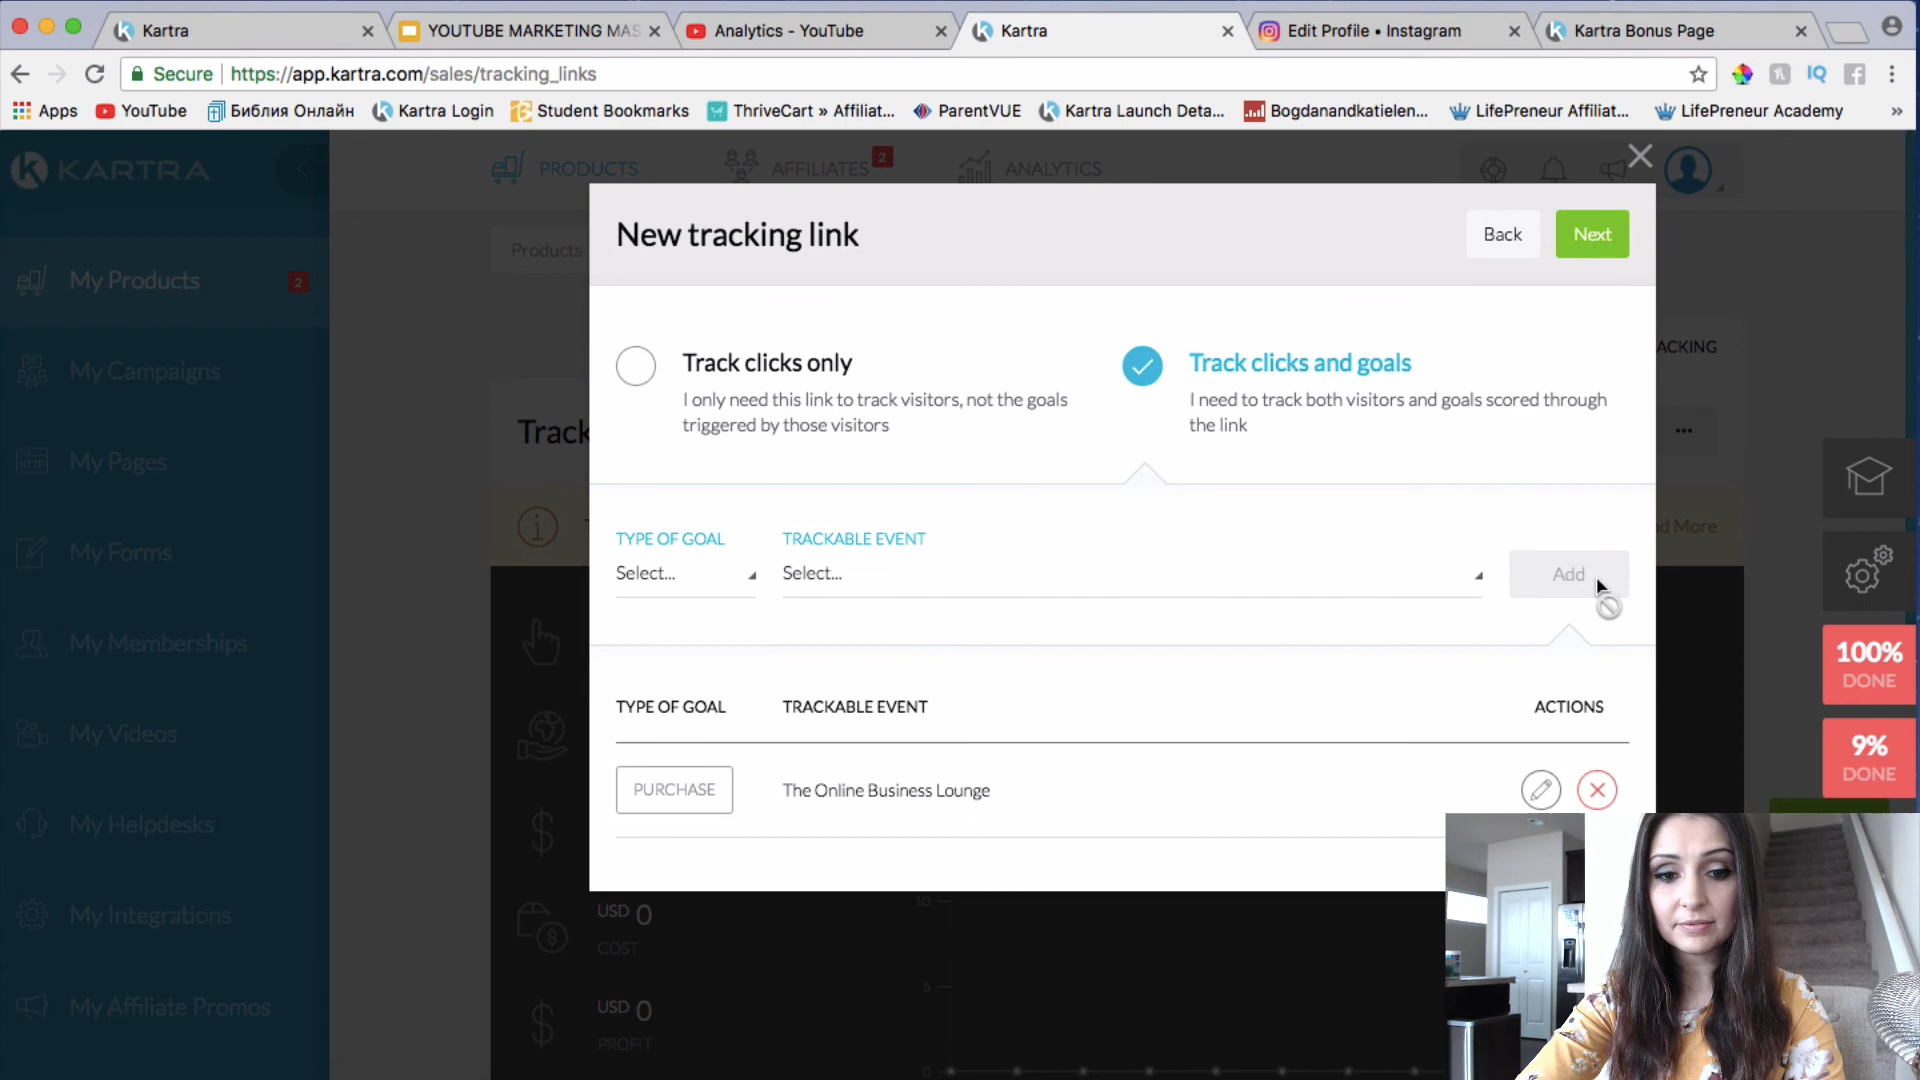 Kartra
YOUTUBE MARKETING MAS
Analytics - YouTube
Kartra
Edit Profile • Instagram
Kartra Bonus Page
Secure
https://app.kartra.com/sales/tracking_links
IQ
Apps
YouTube
Библия Онлайн
Kartra Login
Student Bookmarks
ThriveCart » Affiliat...
ParentVUE
Kartra Launch Deta...
Bogdanandkatielen...
LifePreneur Affiliat...
LifePreneur Academy
»
KARTRA
PRODUCTS
AFFILIATES
2
ANALYTICS
My Products
2
My Campaigns
HTTP
My Pages
My Forms
My Memberships
My Videos
My Helpdesks
My Integrations
My Affiliate Promos
Products
New tracking link
Back
Next
ACKING
Track
Track clicks only
I only need this link to track visitors, not the goals
triggered by those visitors
Track clicks and goals
I need to track both visitors and goals scored through
the link
d More
TYPE OF GOAL
TRACKABLE EVENT
Select...
Select...
Add
TYPE OF GOAL
TRACKABLE EVENT
ACTIONS
PURCHASE
The Online Business Lounge
100%
DONE
9%
DONE
USD 0
COST
USD 0
PROFIT
10
5
0